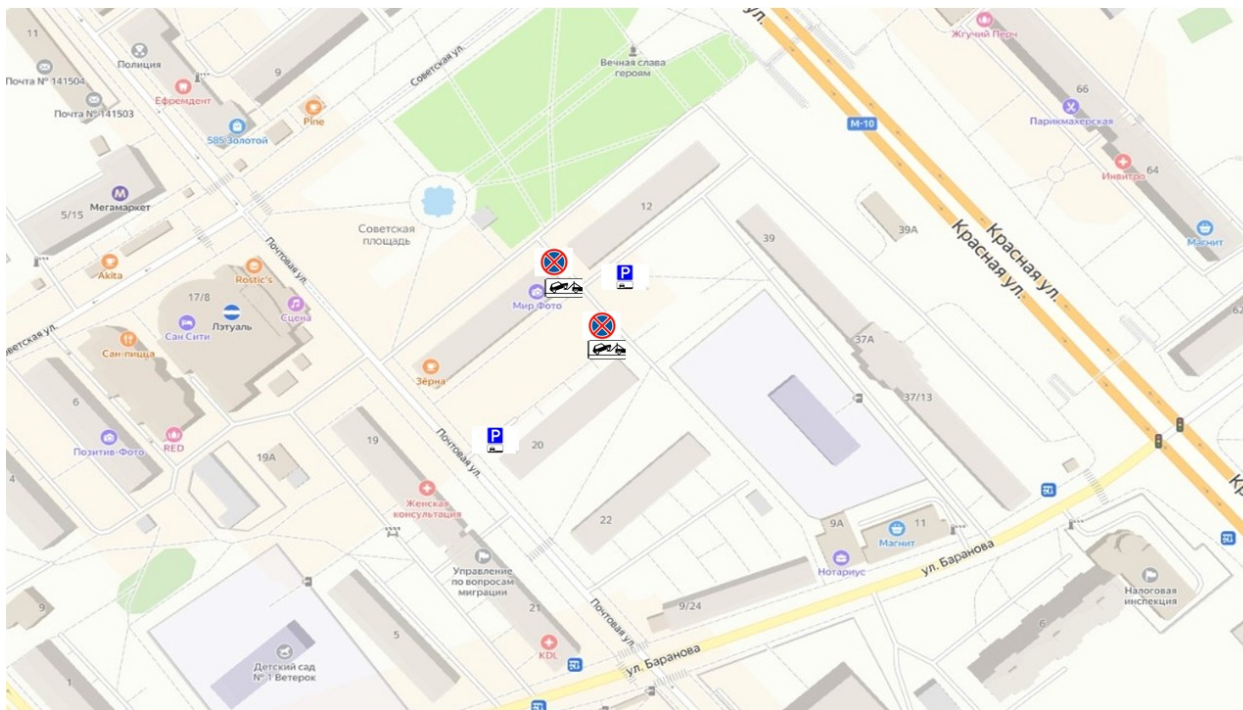 11
Полиция
9
Почта № 141504
Ефремдент
Почта № 141503
585 Золотой
Pine
Советская ул.
Вечная слава
героям
ул.
Жгучий Перч
66
Парикмахерская
64
Инвитро
Магнит
М-10
Мегамаркет
5/15
Akita
Советская
площадь
12
39
39А
Красная ул.
Красная ул.
Почтовая ул.
Rostic's
17/8
Сцена
Лэтуаль
Сан Сити
Сан-пицца
Мир Фото
P
Зёрна
37А
37/13
62
6
Позитив-Фото
RED
19А
19
P
20
Почтовая ул.
4
Женская
консультация
22
9А
11
Магнит
Нотариус
ул. Баранова
Управление
по вопросам
миграции
21
KDL
5
9/24
Почтовая ул.
ул. Баранова
Налоговая
инспекция
6
9
1
Детский сад
№ 1 Ветерок